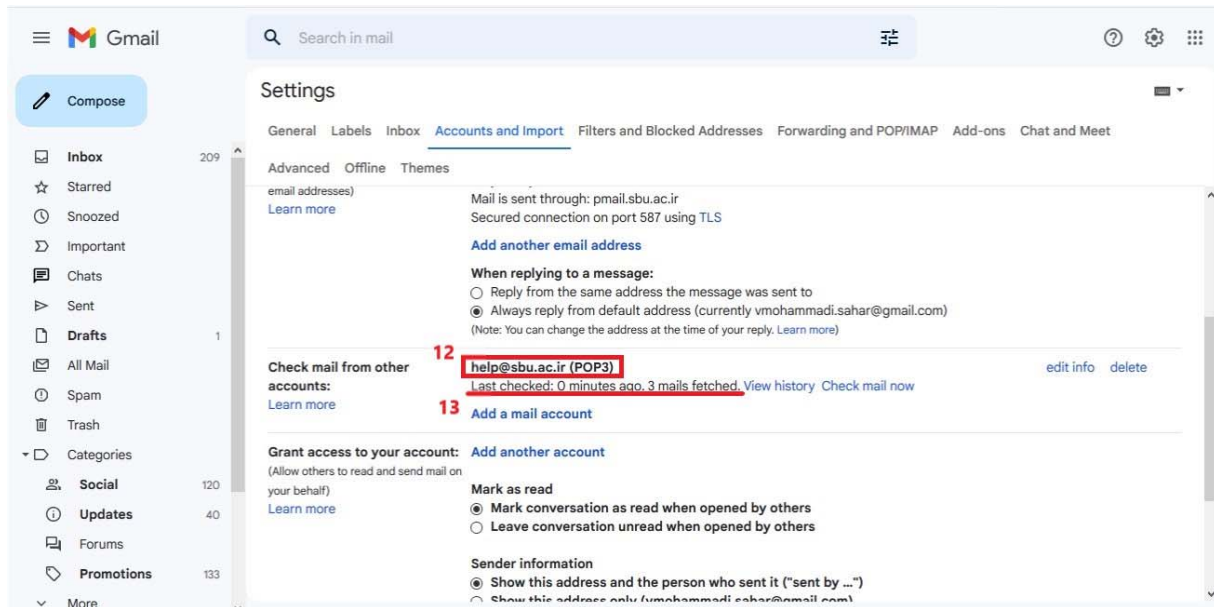 Gmail
Search in mail
Compose
Settings
General Labels Inbox Accounts and Import Filters and Blocked Addresses Forwarding and POP/IMAP Add-ons Chat and Meet
Advanced Offline Themes
Inbox 209
Starred
Snoozed
Important
Chats
Sent
Drafts 1
All Mail
Spam
Trash
Categories
Social 120
Updates 40
Forums
Promotions 133
More
email addresses)
Learn more
Mail is sent through: pmail.sbu.ac.ir
Secured connection on port 587 using TLS
Add another email address
When replying to a message:
Reply from the same address the message was sent to
Always reply from default address (currently vmohammadi.sahar@gmail.com)
(Note: You can change the address at the time of your reply. Learn more)
Check mail from other
accounts:
Learn more
12
help@sbu.ac.ir (POP3)
edit info delete
Last checked: 0 minutes ago. 3 mails fetched. View history Check mail now
13
Add a mail account
Grant access to your account:
(Allow others to read and send mail on
your behalf)
Learn more
Add another account
Mark as read
Mark conversation as read when opened by others
Leave conversation unread when opened by others
Sender information
Show this address and the person who sent it ("sent by ...")
Show this address only (vmohammadi.sahar@gmail.com)